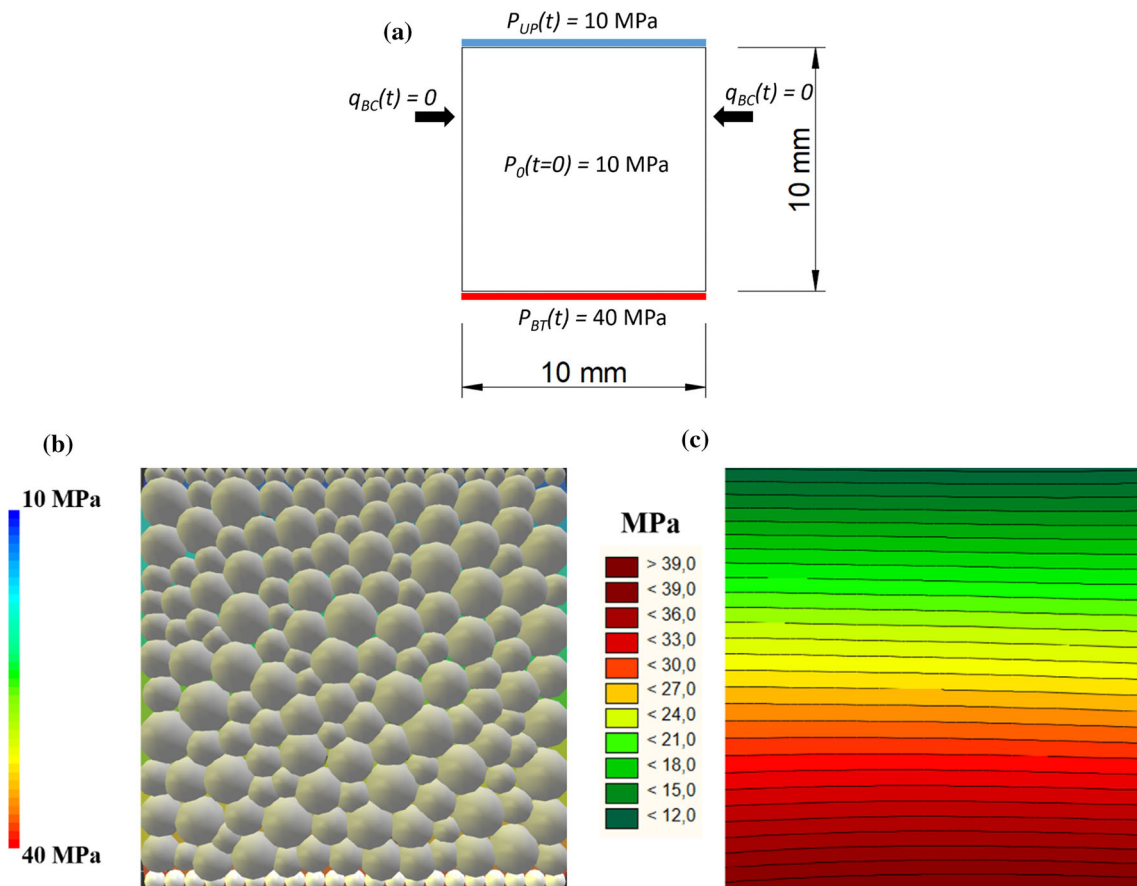 P_UP(t) = 10 MPa
(a)
q_BC(t) = 0
q_BC(t) = 0
P_0(t=0) = 10 MPa
10 mm
P_BT(t) = 40 MPa
10 mm
(b)
(c)
10 MPa
40 MPa
MPa
> 39,0
< 39,0
< 36,0
< 33,0
< 30,0
< 27,0
< 24,0
< 21,0
< 18,0
< 15,0
< 12,0